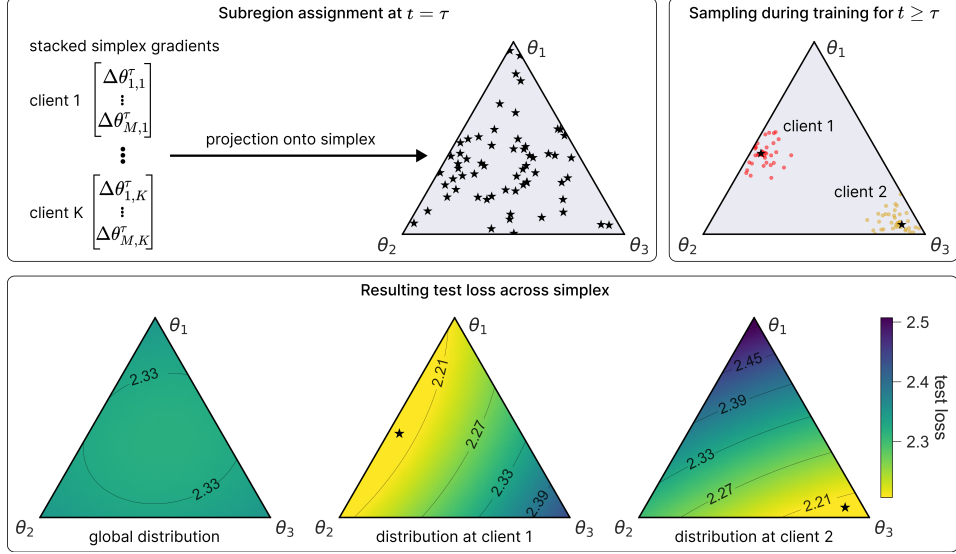 Subregion assignment at t = τ
stacked simplex gradients
client 1
Δθ^τ_{1,1}
⋮
Δθ^τ_{M,1}
⋮
client K
Δθ^τ_{1,K}
⋮
Δθ^τ_{M,K}
projection onto simplex
θ₁
θ₂
θ₃
Sampling during training for t ≥ τ
θ₁
client 1
client 2
θ₂
θ₃
Resulting test loss across simplex
θ₁
2.33
2.33
θ₂
θ₃
global distribution
θ₁
2.21
2.27
2.33
2.39
θ₂
θ₃
distribution at client 1
θ₁
2.45
2.39
2.33
2.27
2.21
θ₂
θ₃
distribution at client 2
2.5
2.4
2.3
test loss